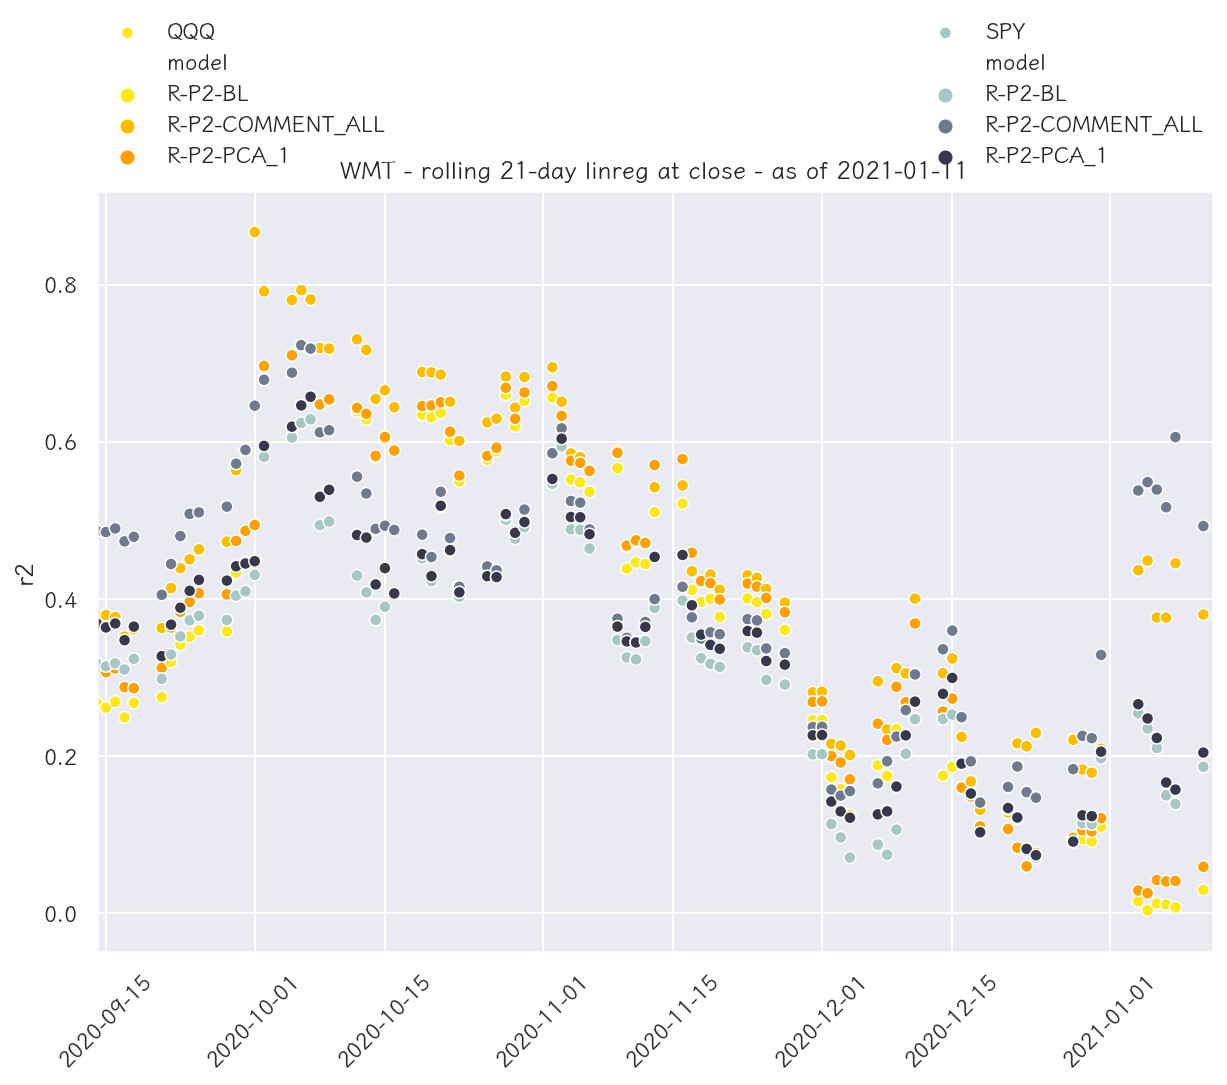 QQQ
model
R-P2-BL
R-P2-COMMENT_ALL
R-P2-PCA_1
SPY
model
R-P2-BL
R-P2-COMMENT_ALL
R-P2-PCA_1
WMT - rolling 21-day linreg at close - as of 2021-01-11
r2
0.8
0.6
0.4
0.2
0.0
2020-09-15
2020-10-01
2020-10-15
2020-11-01
2020-11-15
2020-12-01
2020-12-15
2021-01-01